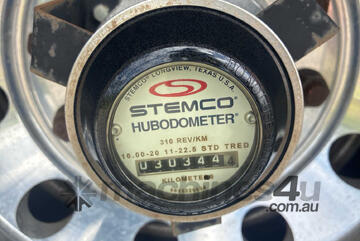 STEMCO LONGVIEW, TEXAS U.S.A.
STEMCO®
HUBODOMETER®
310 REV/KM
10.00-20 11-22.5 STD TRED
030344
KILOMETERS
machines4u
.com.au